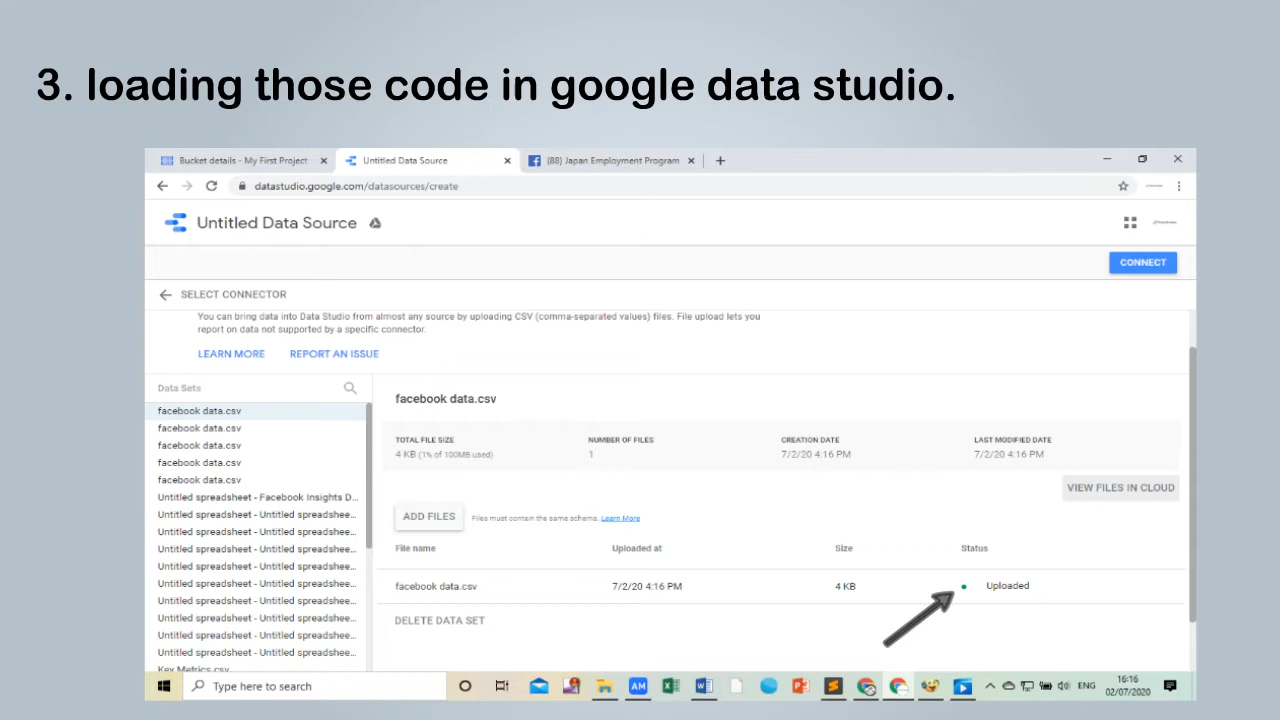 3. loading those code in google data studio.
Bucket details - My First Project
Untitled Data Source
(88) Japan Employment Program
datastudio.google.com/datasources/create
Untitled Data Source
CONNECT
SELECT CONNECTOR
You can bring data into Data Studio from almost any source by uploading CSV (comma-separated values) files. File upload lets you
report on data not supported by a specific connector.
LEARN MORE REPORT AN ISSUE
Data Sets
facebook data.csv
facebook data.csv
facebook data.csv
facebook data.csv
facebook data.csv
Untitled spreadsheet - Facebook Insights D...
Untitled spreadsheet - Untitled spreadshee...
Untitled spreadsheet - Untitled spreadshee...
Untitled spreadsheet - Untitled spreadshee...
Untitled spreadsheet - Untitled spreadshee...
Untitled spreadsheet - Untitled spreadshee...
Untitled spreadsheet - Untitled spreadshee...
Untitled spreadsheet - Untitled spreadshee...
Untitled spreadsheet - Untitled spreadshee...
Untitled spreadsheet - Untitled spreadshee...
Key Metrics.csv
facebook data.csv
TOTAL FILE SIZE NUMBER OF FILES CREATION DATE LAST MODIFIED DATE
4 KB (1% of 100MB used) 1 7/2/20 4:16 PM 7/2/20 4:16 PM
VIEW FILES IN CLOUD
ADD FILES Files must contain the same schema. Learn More
File name Uploaded at Size Status
facebook data.csv 7/2/20 4:16 PM 4 KB Uploaded
DELETE DATA SET
Type here to search
AM
ENG
16:16
02/07/2020